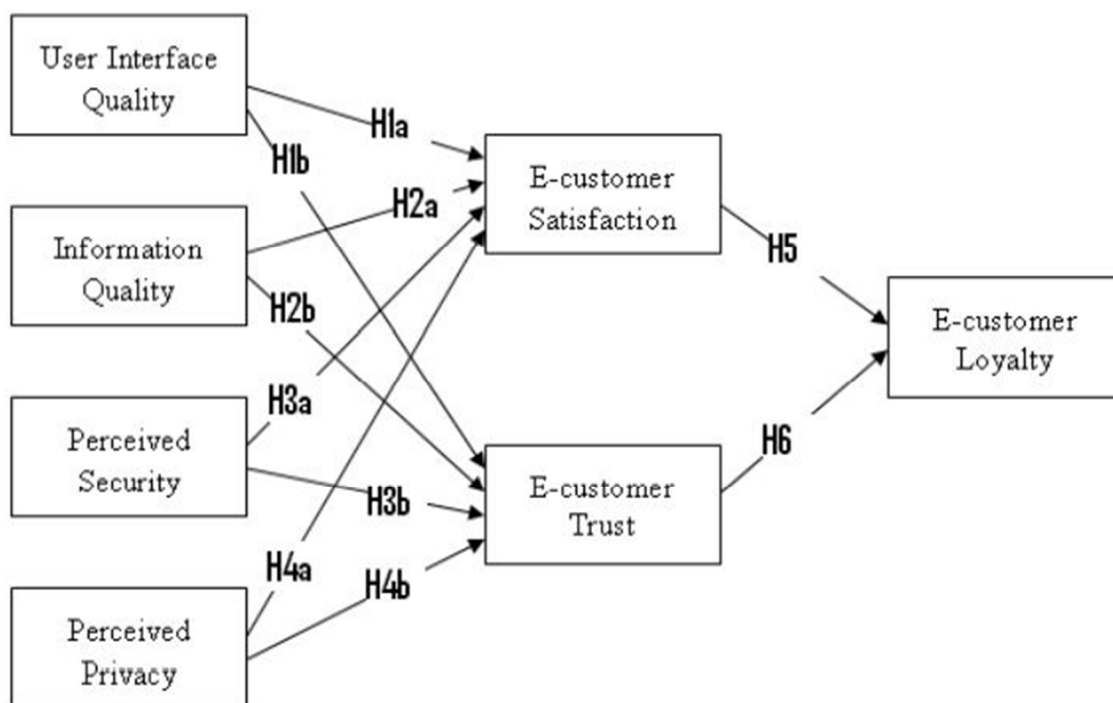 User Interface
Quality
H1a
H1b
E-customer
Satisfaction
H2a
Information
Quality
H2b
H5
E-customer
Loyalty
H3a
Perceived
Security
H3b
E-customer
Trust
H6
H4a
H4b
Perceived
Privacy